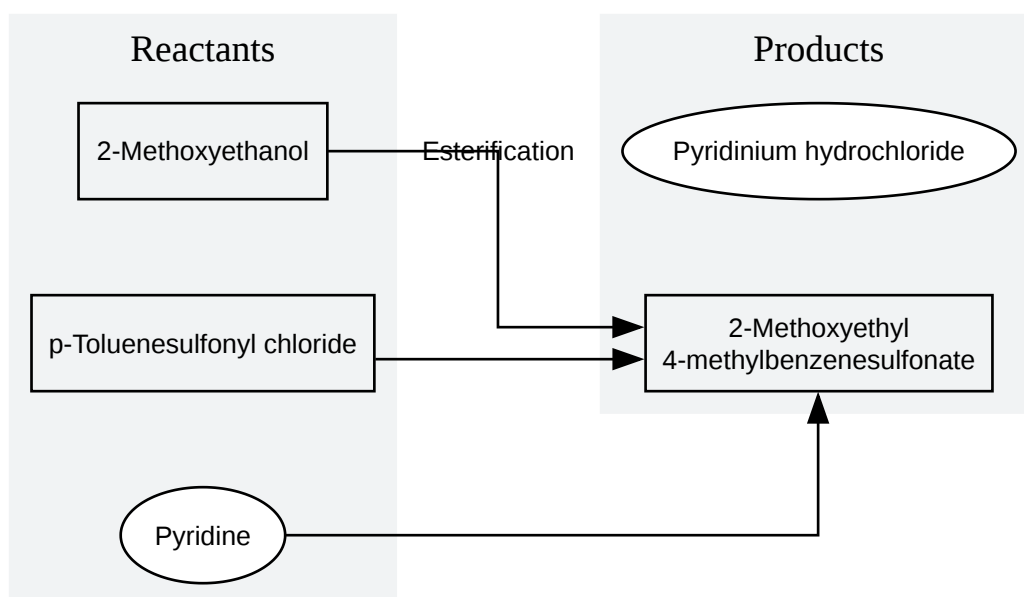 Reactants
Products
2-Methoxyethanol
Esterification
Pyridinium hydrochloride
p-Toluenesulfonyl chloride
2-Methoxyethyl
4-methylbenzenesulfonate
Pyridine